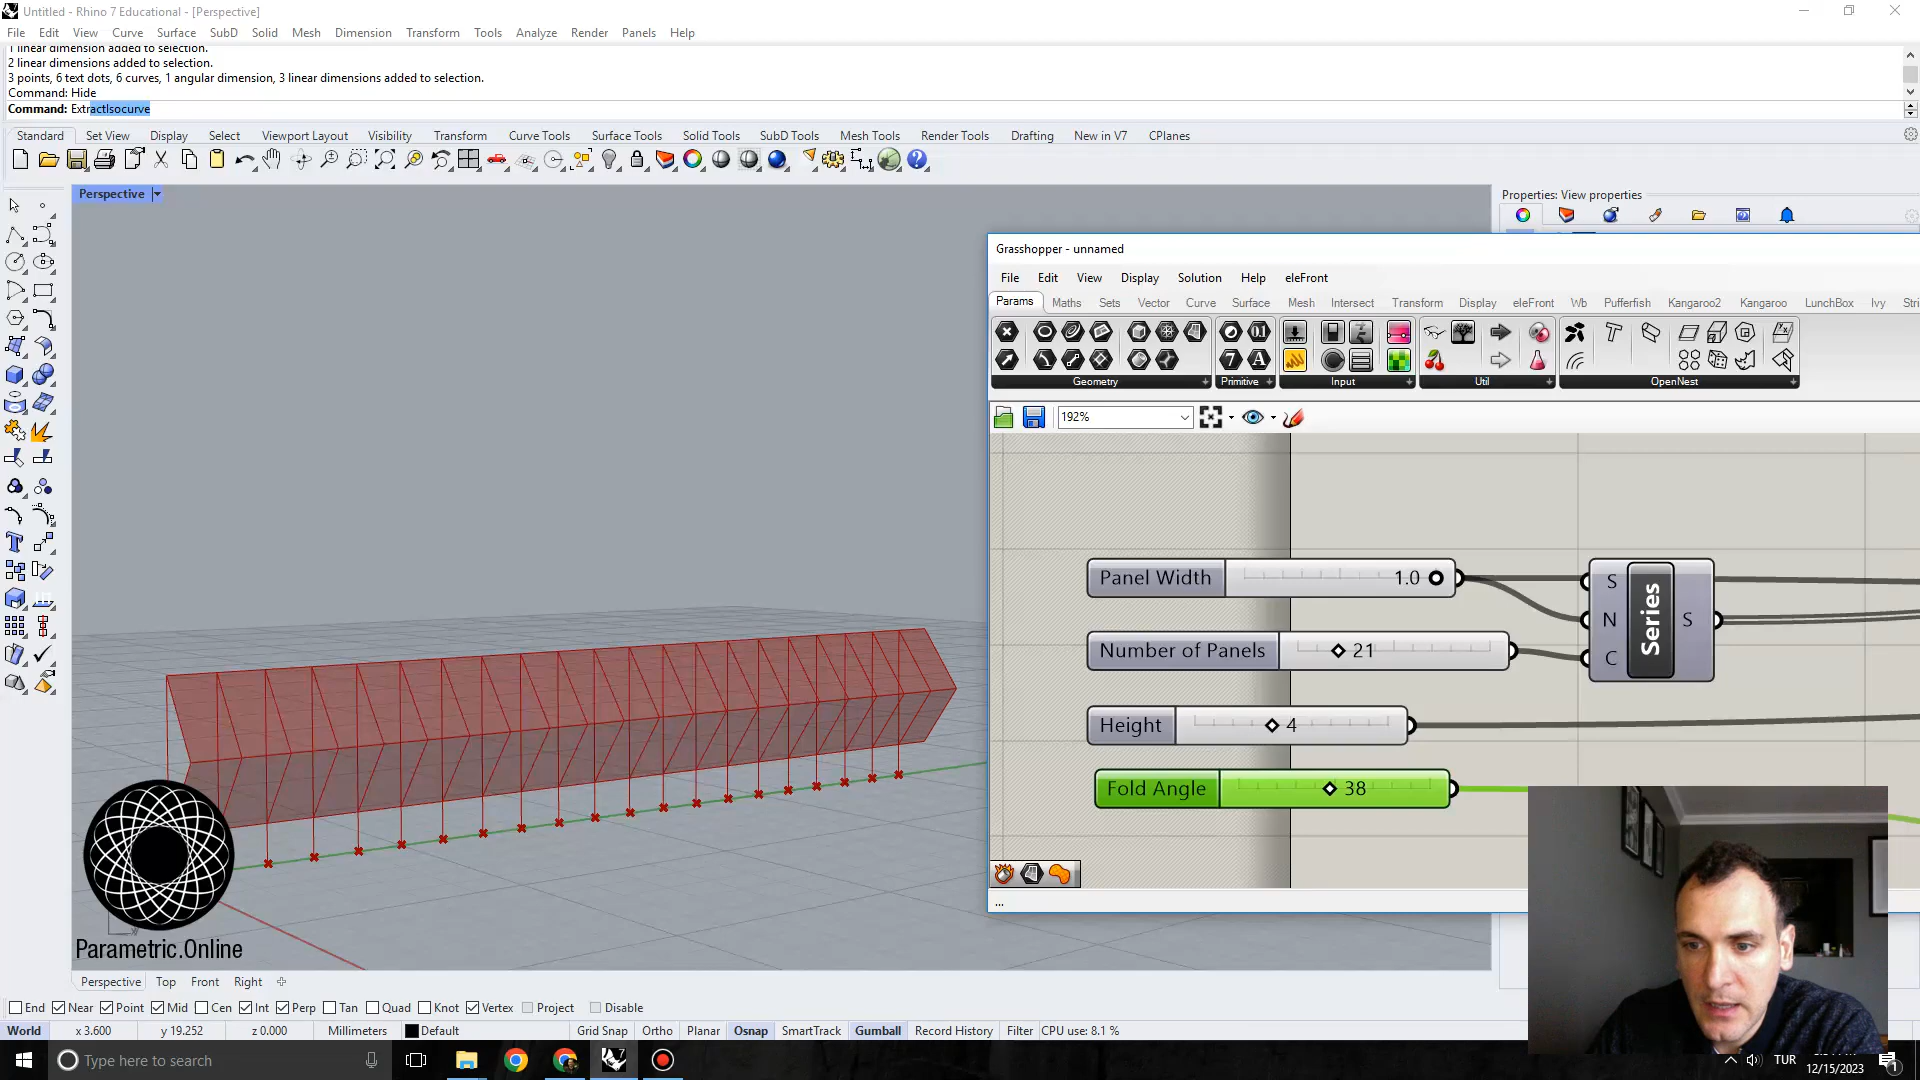 Untitled - Rhino 7 Educational - [Perspective]
File Edit View Curve Surface SubD Solid Mesh Dimension Transform Tools Analyze Render Panels Help
1 linear dimension added to selection.
2 linear dimensions added to selection.
3 points, 6 text dots, 6 curves, 1 angular dimension, 3 linear dimensions added to selection.
Command: Hide
Command: ExtractIsocurve
Standard Set View Display Select Viewport Layout Visibility Transform Curve Tools Surface Tools Solid Tools SubD Tools Mesh Tools Render Tools Drafting New in V7 CPlanes
Perspective
Properties: View properties
Grasshopper - unnamed
File Edit View Display Solution Help eleFront
Params Maths Sets Vector Curve Surface Mesh Intersect Transform Display eleFront Wb Pufferfish Kangaroo2 Kangaroo LunchBox Ivy Stri
Geometry Primitive Input Util OpenNest
192%
Panel Width 1.0
Number of Panels 21
Height 4
Fold Angle 38
S
N
C
Series
S
...
Parametric.Online
Perspective Top Front Right
End Near Point Mid Cen Int Perp Tan Quad Knot Vertex Project Disable
World x 3.600 y 19.252 z 0.000 Millimeters Default Grid Snap Ortho Planar Osnap SmartTrack Gumball Record History Filter CPU use: 8.1 %
Type here to search
TUR
12/15/2023
1